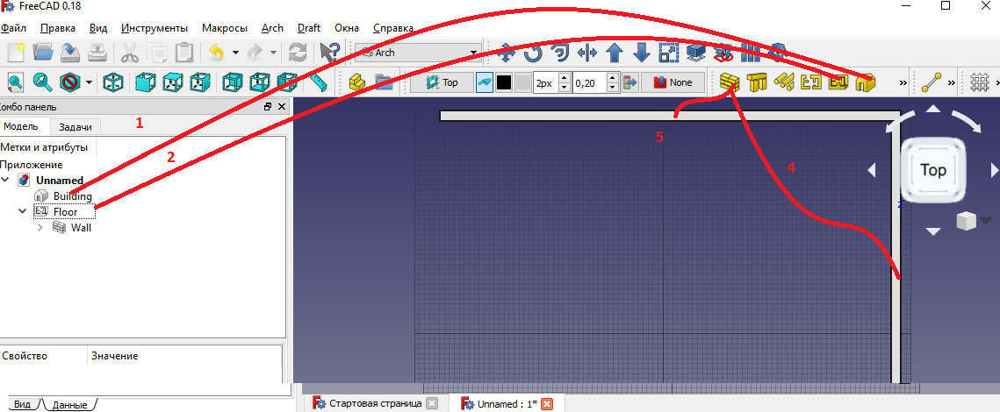 FreeCAD 0.18
Файл Правка Вид Инструменты Макросы Arch Draft Окна Справка
Arch
Top 2px 0,20 None »
»
омбо панель
Модель Задачи
1
Метки и атрибуты
2
Приложение
Unnamed
Building
Floor
Wall
5
4
Top
z
Свойство Значение
Вид Данные
Стартовая страница Unnamed : 1*